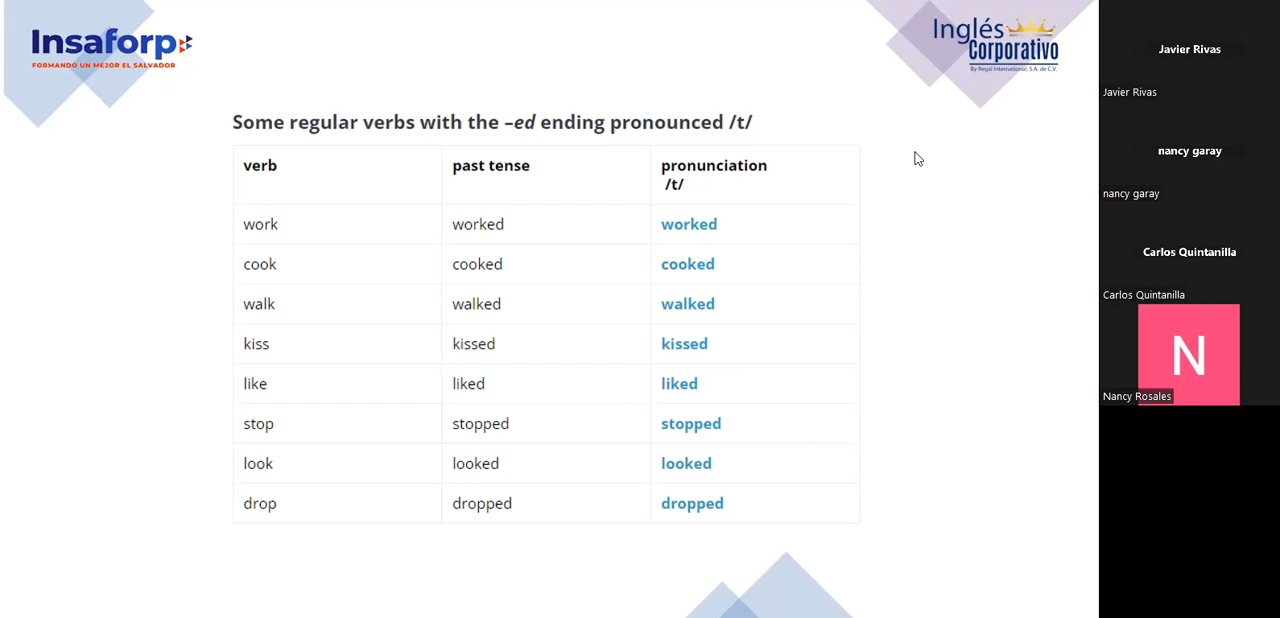 Insaforp
FORMANDO UN MEJOR EL SALVADOR
Inglés
Corporativo
By Regal International, S.A. de C.V.
Some regular verbs with the –ed ending pronounced /t/
verb past tense pronunciation
/t/
work worked worked
cook cooked cooked
walk walked walked
kiss kissed kissed
like liked liked
stop stopped stopped
look looked looked
drop dropped dropped
Javier Rivas
Javier Rivas
nancy garay
nancy garay
Carlos Quintanilla
Carlos Quintanilla
N
Nancy Rosales